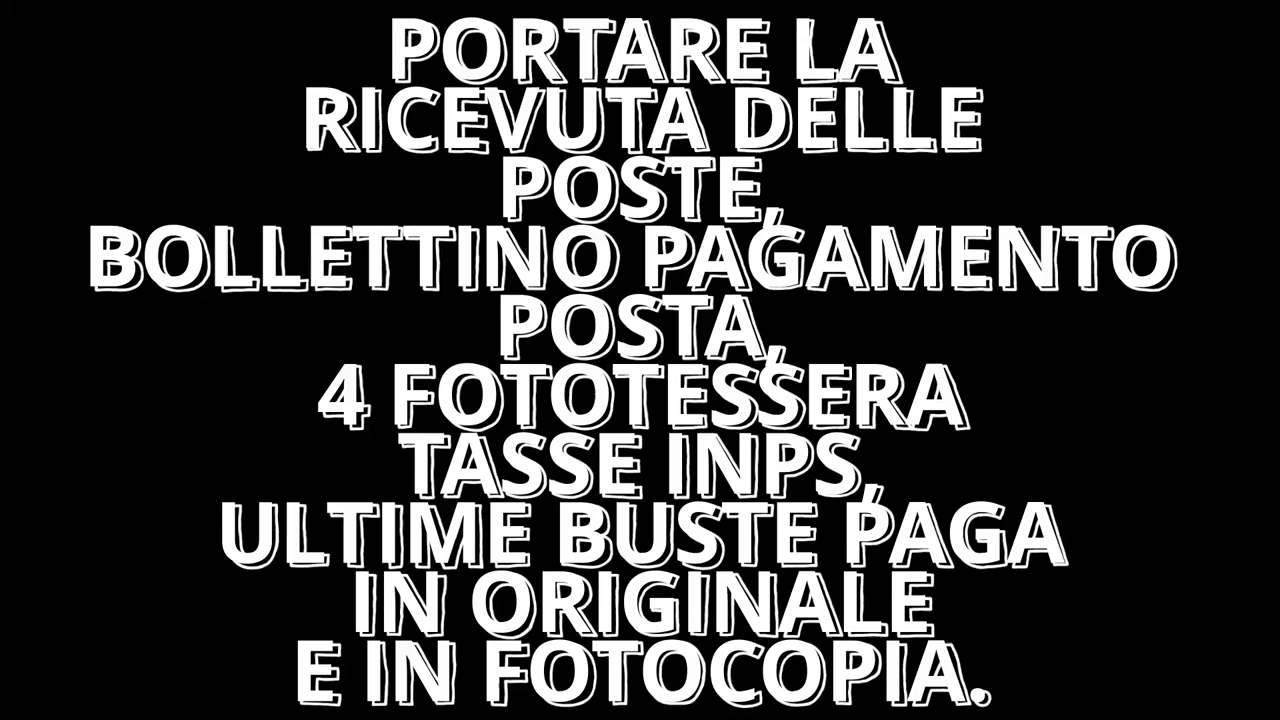 PORTARE LA
RICEVUTA DELLE
POSTE,
BOLLETTINO PAGAMENTO
POSTA,
4 FOTOTESSERA
TASSE INPS,
ULTIME BUSTE PAGA
IN ORIGINALE
E IN FOTOCOPIA.